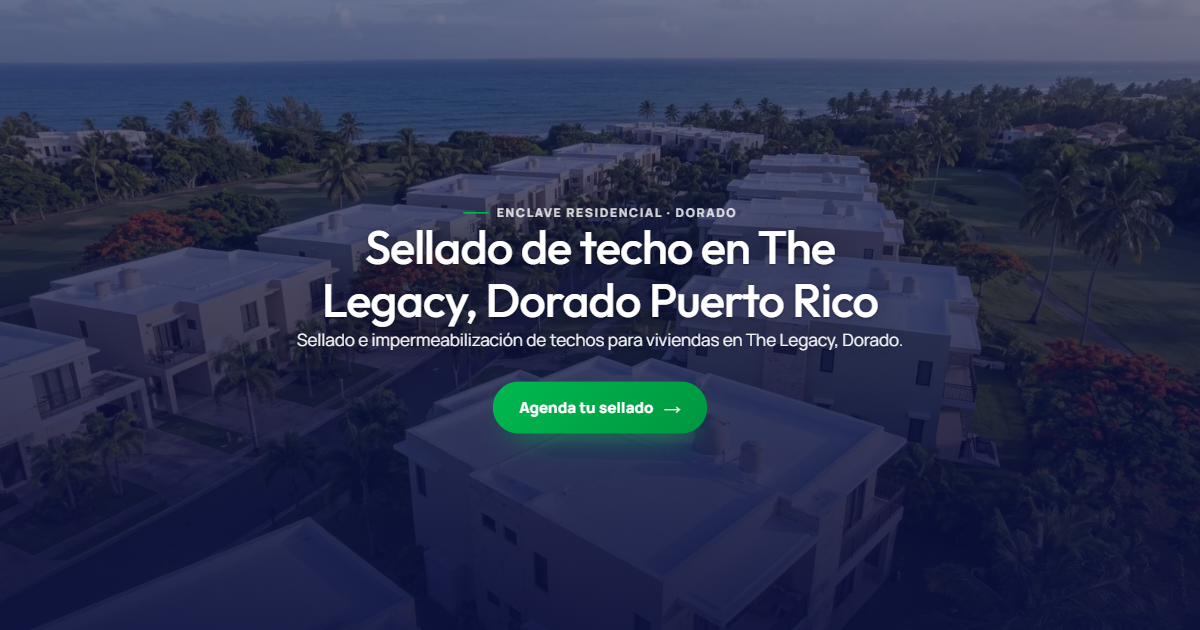 ENCLAVE RESIDENCIAL · DORADO
Sellado de techo en The
Legacy, Dorado Puerto Rico
Sellado e impermeabilización de techos para viviendas en The Legacy, Dorado.
Agenda tu sellado →